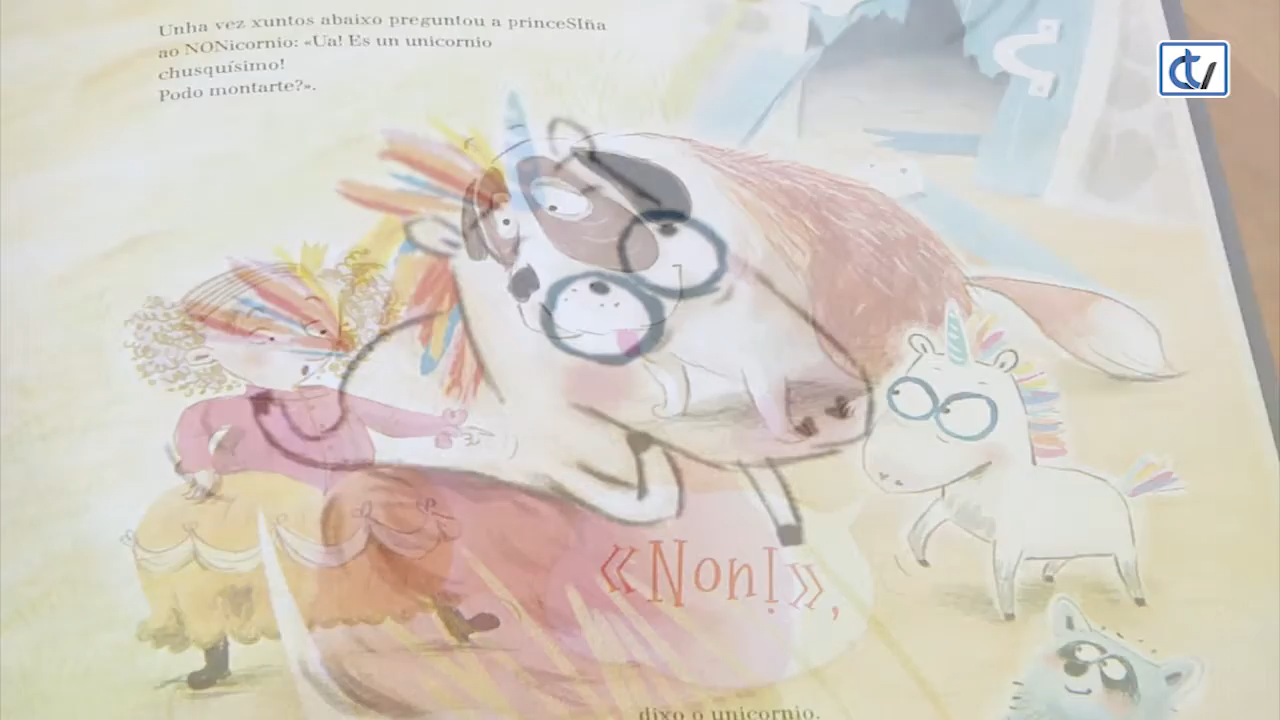 Unha vez xuntos abaixo preguntou a princeSIña
ao NONicornio: «Ua! Es un unicornio
chusquísimo!
Podo montarte?».
«Non!»,
dixo o unicornio.